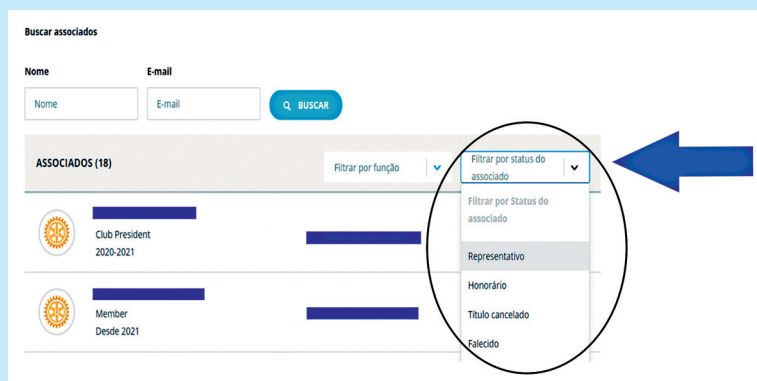 Buscar associados
Nome
E-mail
Nome
E-mail
BUSCAR
ASSOCIADOS (18)
Filtrar por função
Filtrar por status do
associado
Filtrar por Status do
associado
Representativo
Honorário
Título cancelado
Falecido
Club President
2020-2021
Member
Desde 2021